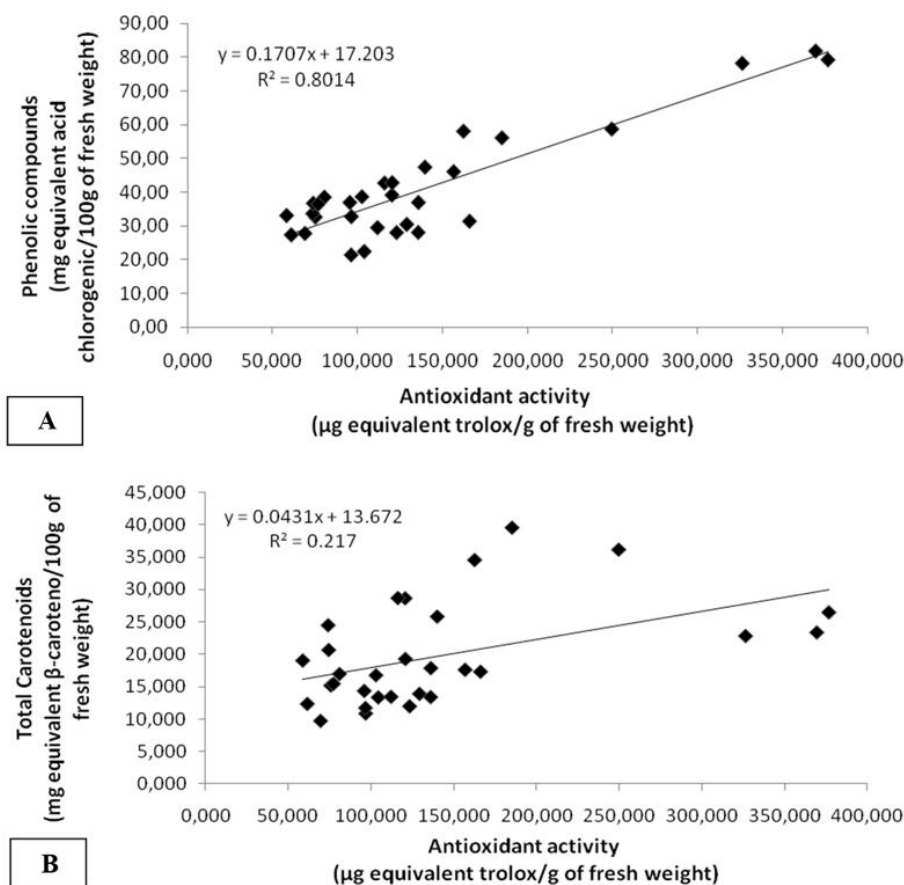 Phenolic compounds
(mg equivalent acid
chlorogenic/100g of fresh weight)
90,00
80,00
70,00
60,00
50,00
40,00
30,00
20,00
10,00
0,00
y = 0.1707x + 17.203
R² = 0.8014
0,000 50,000 100,000 150,000 200,000 250,000 300,000 350,000 400,000
Antioxidant activity
(µg equivalent trolox/g of fresh weight)
A
Total Carotenoids
(mg equivalent β-caroteno/100g of
fresh weight)
45,000
40,000
35,000
30,000
25,000
20,000
15,000
10,000
5,000
0,000
y = 0.0431x + 13.672
R² = 0.217
0,000 50,000 100,000 150,000 200,000 250,000 300,000 350,000 400,000
Antioxidant activity
(µg equivalent trolox/g of fresh weight)
B